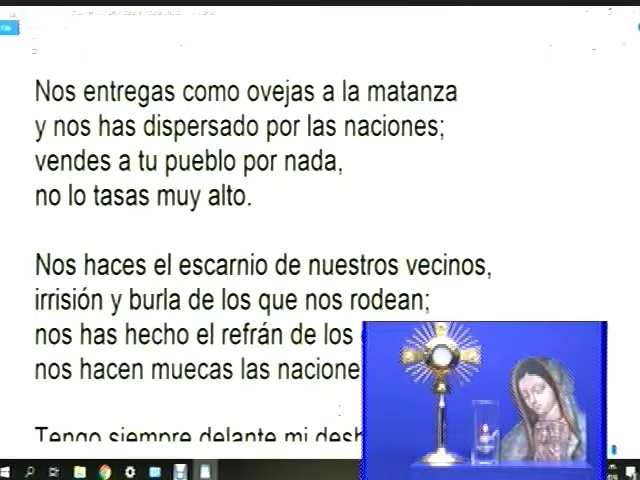 Nos entregas como ovejas a la matanza
y nos has dispersado por las naciones;
vendes a tu pueblo por nada,
no lo tasas muy alto.
Nos haces el escarnio de nuestros vecinos,
irrisión y burla de los que nos rodean;
nos has hecho el refrán de los
nos hacen muecas las nacione
Tengo siempre delante mi desh